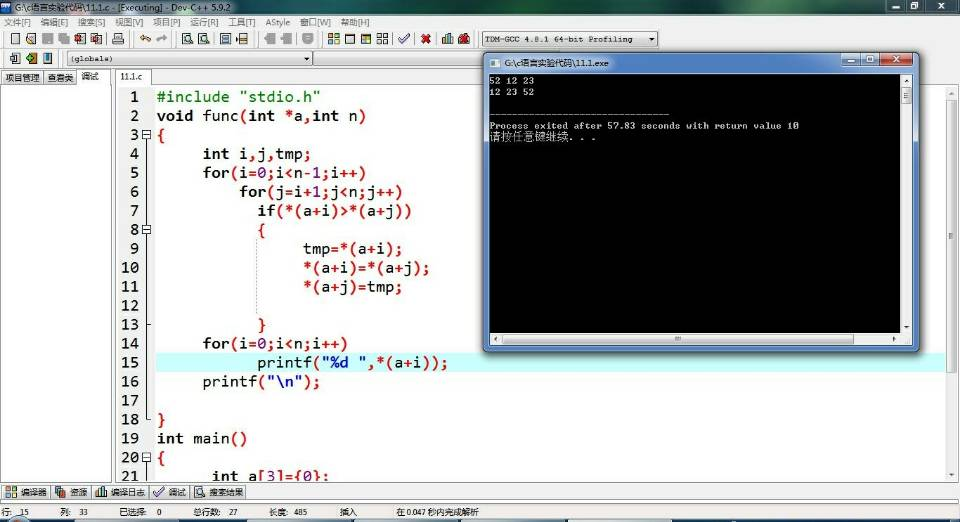 G:\c语言实验代码\11.1.c - [Executing] - Dev-C++ 5.9.2
文件[F] 编辑[E] 搜索[S] 视图[V] 项目[P] 运行[R] 工具[T] AStyle 窗口[W] 帮助[H]
TDM-GCC 4.8.1 64-bit Profiling
(globals)
项目管理 查看类 调试 11.1.c
1 #include "stdio.h"
2 void func(int *a,int n)
3 {
4 int i,j,tmp;
5 for(i=0;i<n-1;i++)
6 for(j=i+1;j<n;j++)
7 if(*(a+i)>*(a+j))
8 {
9 tmp=*(a+i);
10 *(a+i)=*(a+j);
11 *(a+j)=tmp;
12
13 }
14 for(i=0;i<n;i++)
15 printf("%d ",*(a+i));
16 printf("\n");
17
18 }
19 int main()
20 {
21 int a[3]={0};
G:\c语言实验代码\11.1.exe
52 12 23
12 23 52
--------------------------------
Process exited after 57.83 seconds with return value 10
请按任意键继续. . .
编译器 资源 编译日志 调试 搜索结果
行: 15 列: 33 已选择: 0 总行数: 27 长度: 485 插入 在 0.047 秒内完成解析